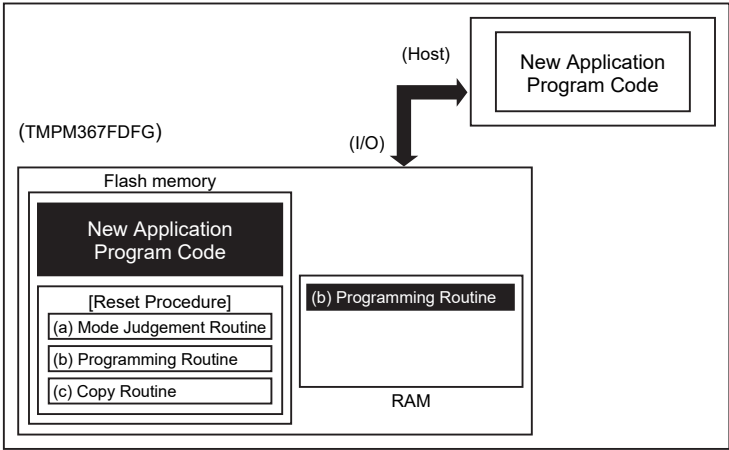 (Host)
New Application
Program Code
(TMPM367FDFG)
(I/O)
Flash memory
New Application
Program Code
[Reset Procedure]
(a) Mode Judgement Routine
(b) Programming Routine
(c) Copy Routine
(b) Programming Routine
RAM